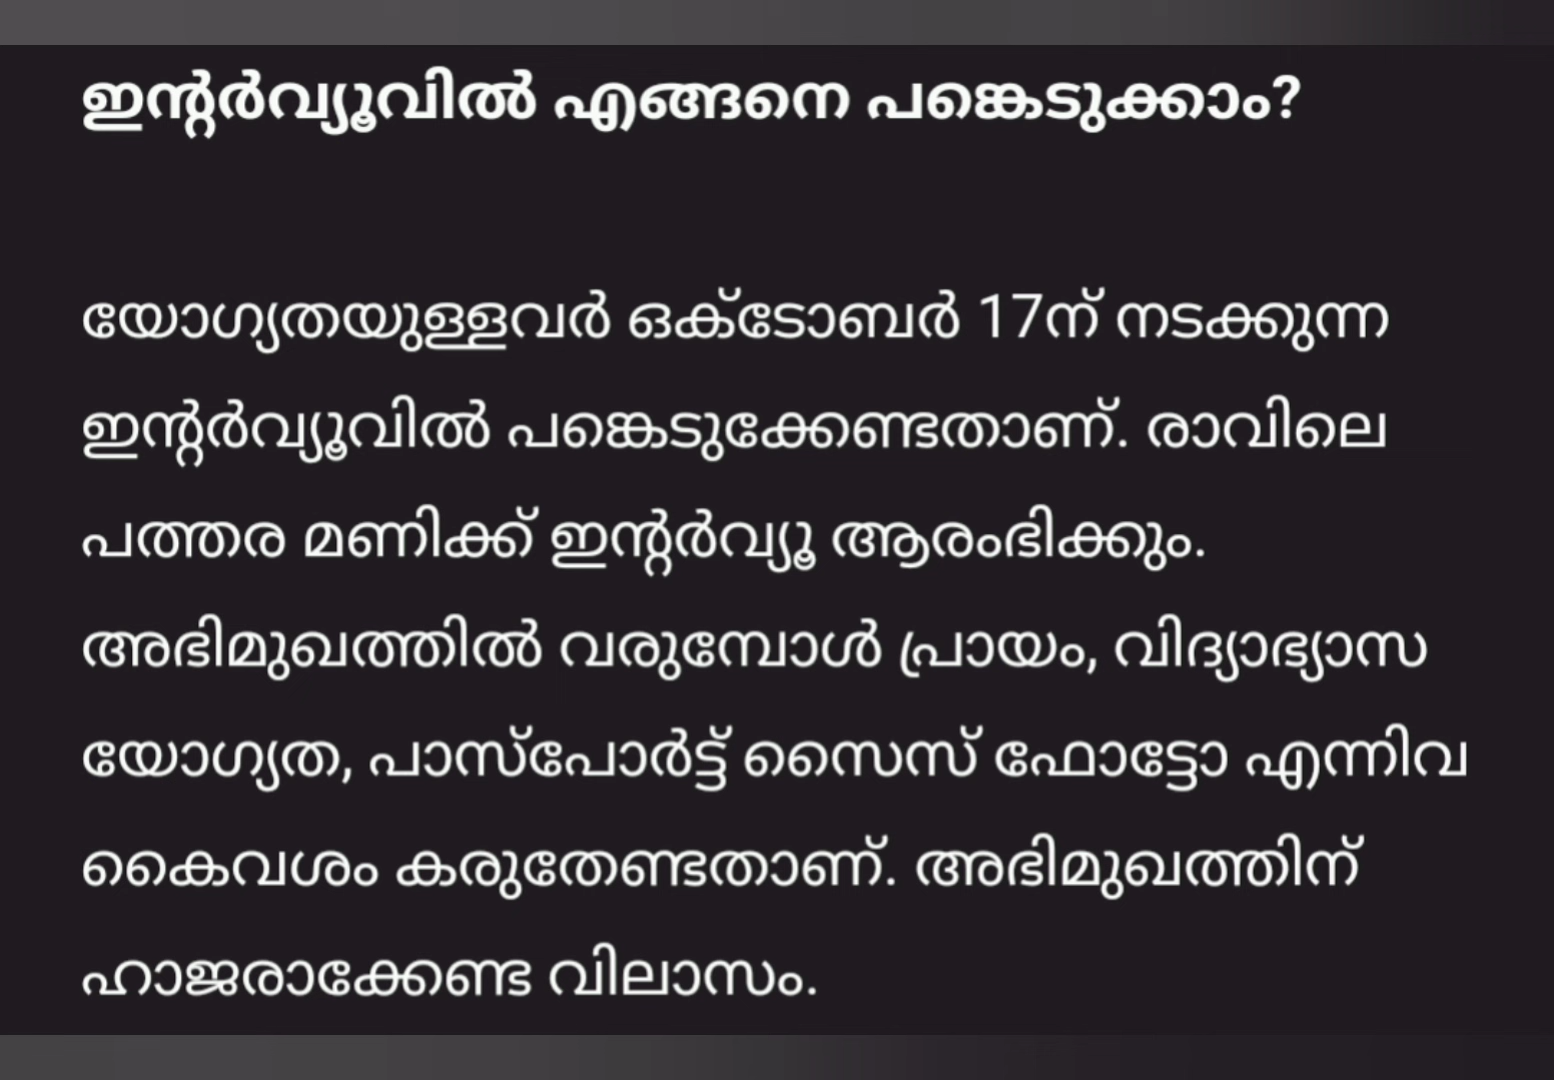 ഇന്റർവ്യൂവിൽ എങ്ങനെ പങ്കെടുക്കാം?
യോഗ്യതയുള്ളവർ ഒക്ടോബർ 17ന് നടക്കുന്ന
ഇന്റർവ്യൂവിൽ പങ്കെടുക്കേണ്ടതാണ്. രാവിലെ
പത്തര മണിക്ക് ഇന്റർവ്യൂ ആരംഭിക്കും.
അഭിമുഖത്തിൽ വരുമ്പോൾ പ്രായം, വിദ്യാഭ്യാസ
യോഗ്യത, പാസ്പോർട്ട് സൈസ് ഫോട്ടോ എന്നിവ
കൈവശം കരുതേണ്ടതാണ്. അഭിമുഖത്തിന്
ഹാജരാക്കേണ്ട വിലാസം.